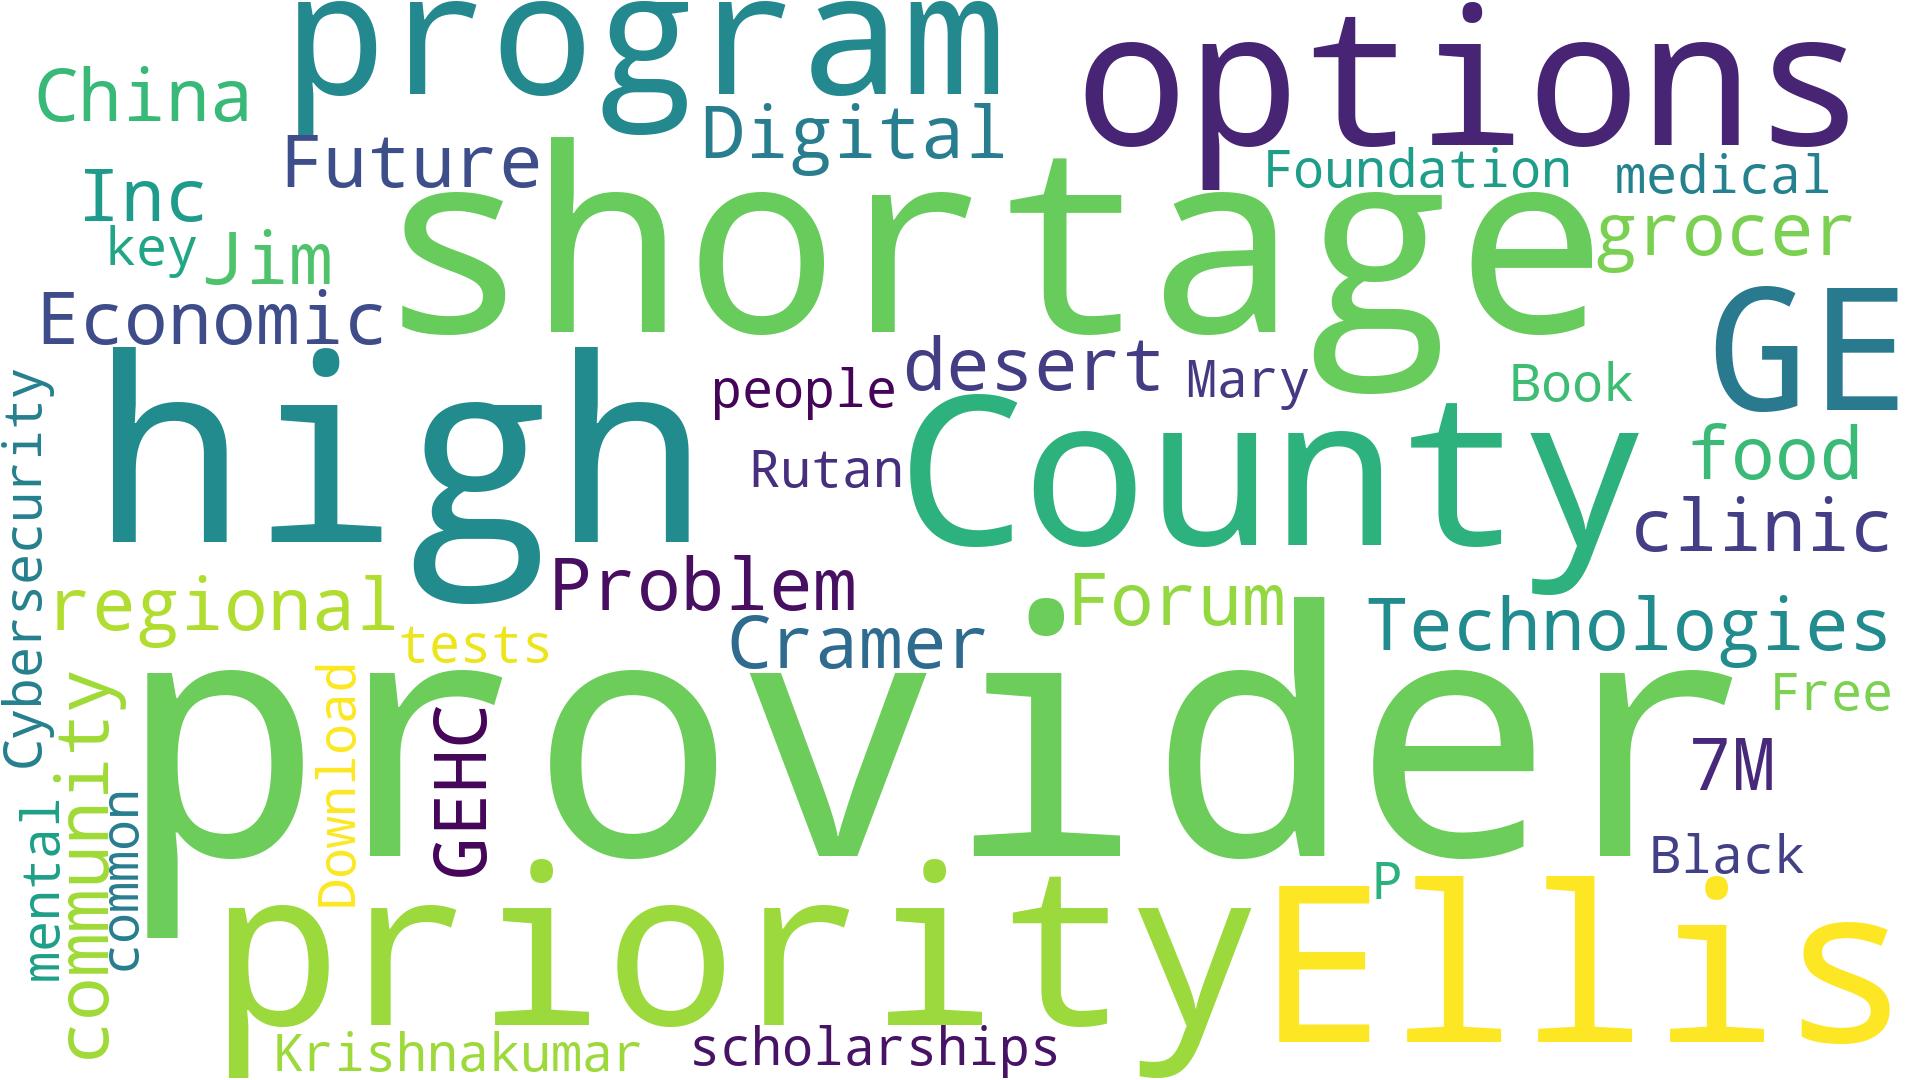 program
options
China
Digital
Future
Foundation
medical
Inc
shortage
grocer
key
Jim
Economic
GE
high
desert
people
Mary
Book
County
food
Rutan
clinic
Cybersecurity
Problem
Forum
regional
Technologies
tests
Cramer
provider
Free
community
Download
GEHC
7M
mental
common
Black
P
priority
Ellis
Krishnakumar
scholarships